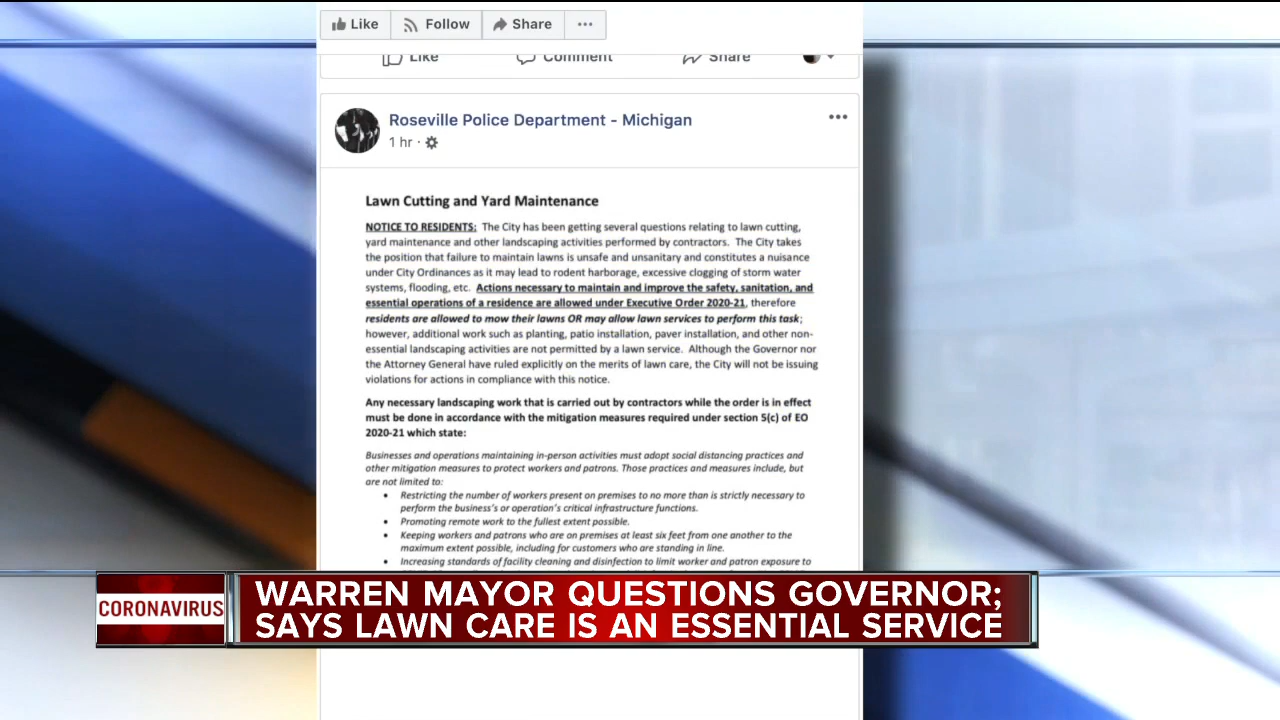 Like Follow Share ...
Like Comment Share
Roseville Police Department - Michigan
1 hr ·
Lawn Cutting and Yard Maintenance
NOTICE TO RESIDENTS: The City has been getting several questions relating to lawn cutting,
yard maintenance and other landscaping activities performed by contractors. The City takes
the position that failure to maintain lawns is unsafe and unsanitary and constitutes a nuisance
under City Ordinances as it may lead to rodent harborage, excessive clogging of storm water
systems, flooding, etc. Actions necessary to maintain and improve the safety, sanitation, and
essential operations of a residence are allowed under Executive Order 2020-21, therefore
residents are allowed to mow their lawns OR may allow lawn services to perform this task;
however, additional work such as planting, patio installation, paver installation, and other non-
essential landscaping activities are not permitted by a lawn service. Although the Governor nor
the Attorney General have ruled explicitly on the merits of lawn care, the City will not be issuing
violations for actions in compliance with this notice.
Any necessary landscaping work that is carried out by contractors while the order is in effect
must be done in accordance with the mitigation measures required under section 5(c) of EO
2020-21 which state:
Businesses and operations maintaining in-person activities must adopt social distancing practices and
other mitigation measures to protect workers and patrons. Those practices and measures include, but
are not limited to:
• Restricting the number of workers present on premises to no more than is strictly necessary to
perform the business's or operation's critical infrastructure functions.
• Promoting remote work to the fullest extent possible.
• Keeping workers and patrons who are on premises at least six feet from one another to the
maximum extent possible, including for customers who are standing in line.
• Increasing standards of facility cleaning and disinfection to limit worker and patron exposure to
CORONAVIRUS
WARREN MAYOR QUESTIONS GOVERNOR;
SAYS LAWN CARE IS AN ESSENTIAL SERVICE